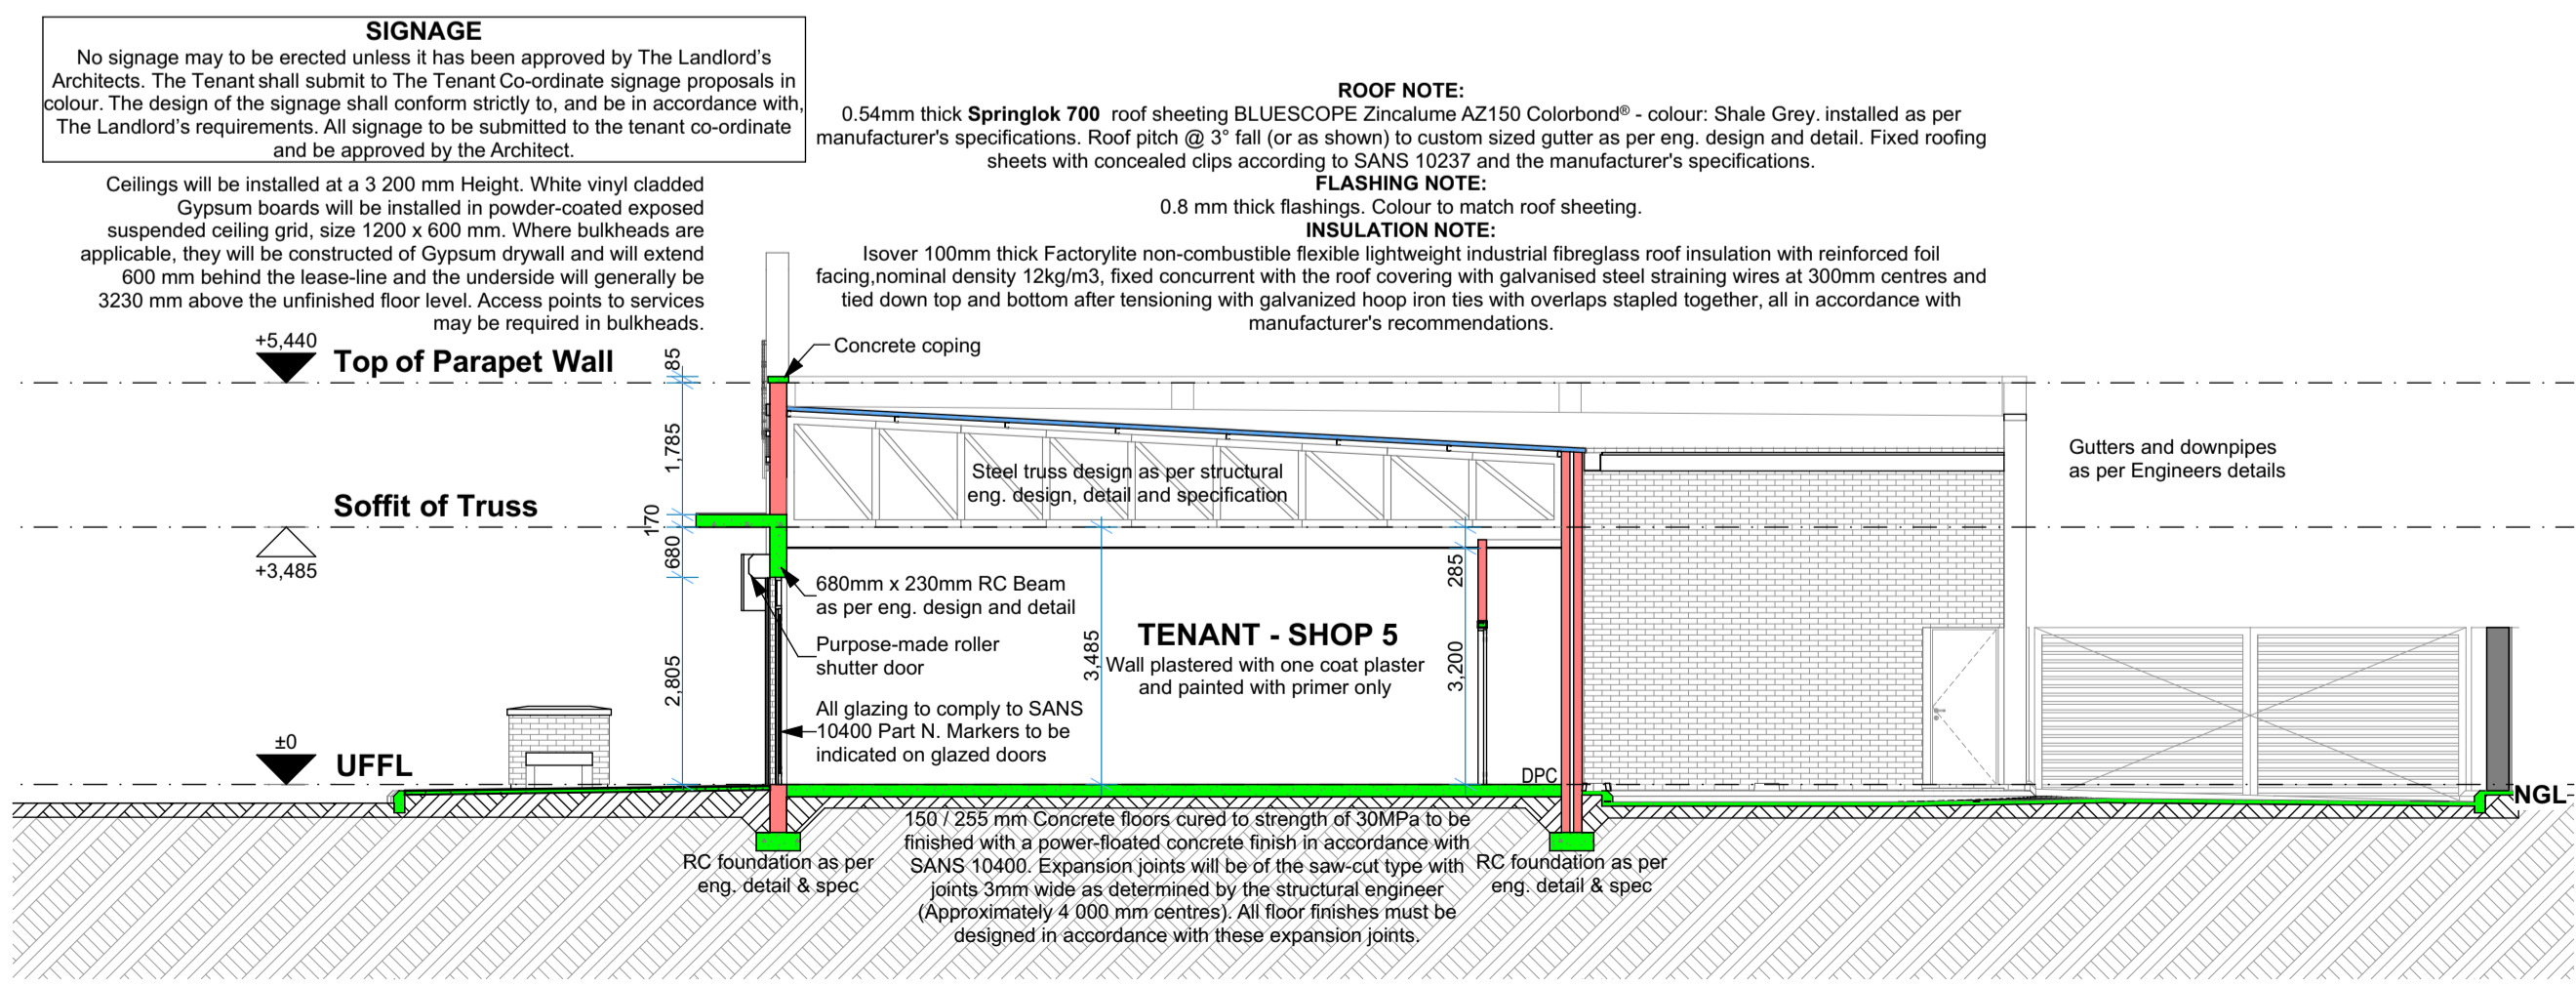 SIGNAGE
No signage may to be erected unless it has been approved by The Landlord's
Architects. The Tenant shall submit to The Tenant Co-ordinate signage proposals in
colour. The design of the signage shall conform strictly to, and be in accordance with,
The Landlord's requirements. All signage to be submitted to the tenant co-ordinate
and be approved by the Architect.
Ceilings will be installed at a 3 200 mm Height. White vinyl cladded
Gypsum boards will be installed in powder-coated exposed
suspended ceiling grid, size 1200 x 600 mm. Where bulkheads are
applicable, they will be constructed of Gypsum drywall and will extend
600 mm behind the lease-line and the underside will generally be
3230 mm above the unfinished floor level. Access points to services
may be required in bulkheads.
ROOF NOTE:
0.54mm thick Springlok 700 roof sheeting BLUESCOPE Zincalume AZ150 Colorbond® - colour: Shale Grey. installed as per
manufacturer's specifications. Roof pitch @ 3° fall (or as shown) to custom sized gutter as per eng. design and detail. Fixed roofing
sheets with concealed clips according to SANS 10237 and the manufacturer's specifications.
FLASHING NOTE:
0.8 mm thick flashings. Colour to match roof sheeting.
INSULATION NOTE:
Isover 100mm thick Factorylite non-combustible flexible lightweight industrial fibreglass roof insulation with reinforced foil
facing,nominal density 12kg/m3, fixed concurrent with the roof covering with galvanised steel straining wires at 300mm centres and
tied down top and bottom after tensioning with galvanized hoop iron ties with overlaps stapled together, all in accordance with
manufacturer's recommendations.
+5,440
Top of Parapet Wall
85
Concrete coping
1,785
Steel truss design as per structural
eng. design, detail and specification
Gutters and downpipes
as per Engineers details
Soffit of Truss
170
+3,485
680
285
680mm x 230mm RC Beam
as per eng. design and detail
Purpose-made roller
shutter door
2,805
3,485
3,200
TENANT - SHOP 5
Wall plastered with one coat plaster
and painted with primer only
All glazing to comply to SANS
10400 Part N. Markers to be
indicated on glazed doors
±0
UFFL
DPC
NGL
150 / 255 mm Concrete floors cured to strength of 30MPa to be
finished with a power-floated concrete finish in accordance with
SANS 10400. Expansion joints will be of the saw-cut type with
joints 3mm wide as determined by the structural engineer
(Approximately 4 000 mm centres). All floor finishes must be
designed in accordance with these expansion joints.
RC foundation as per
eng. detail & spec
RC foundation as per
eng. detail & spec